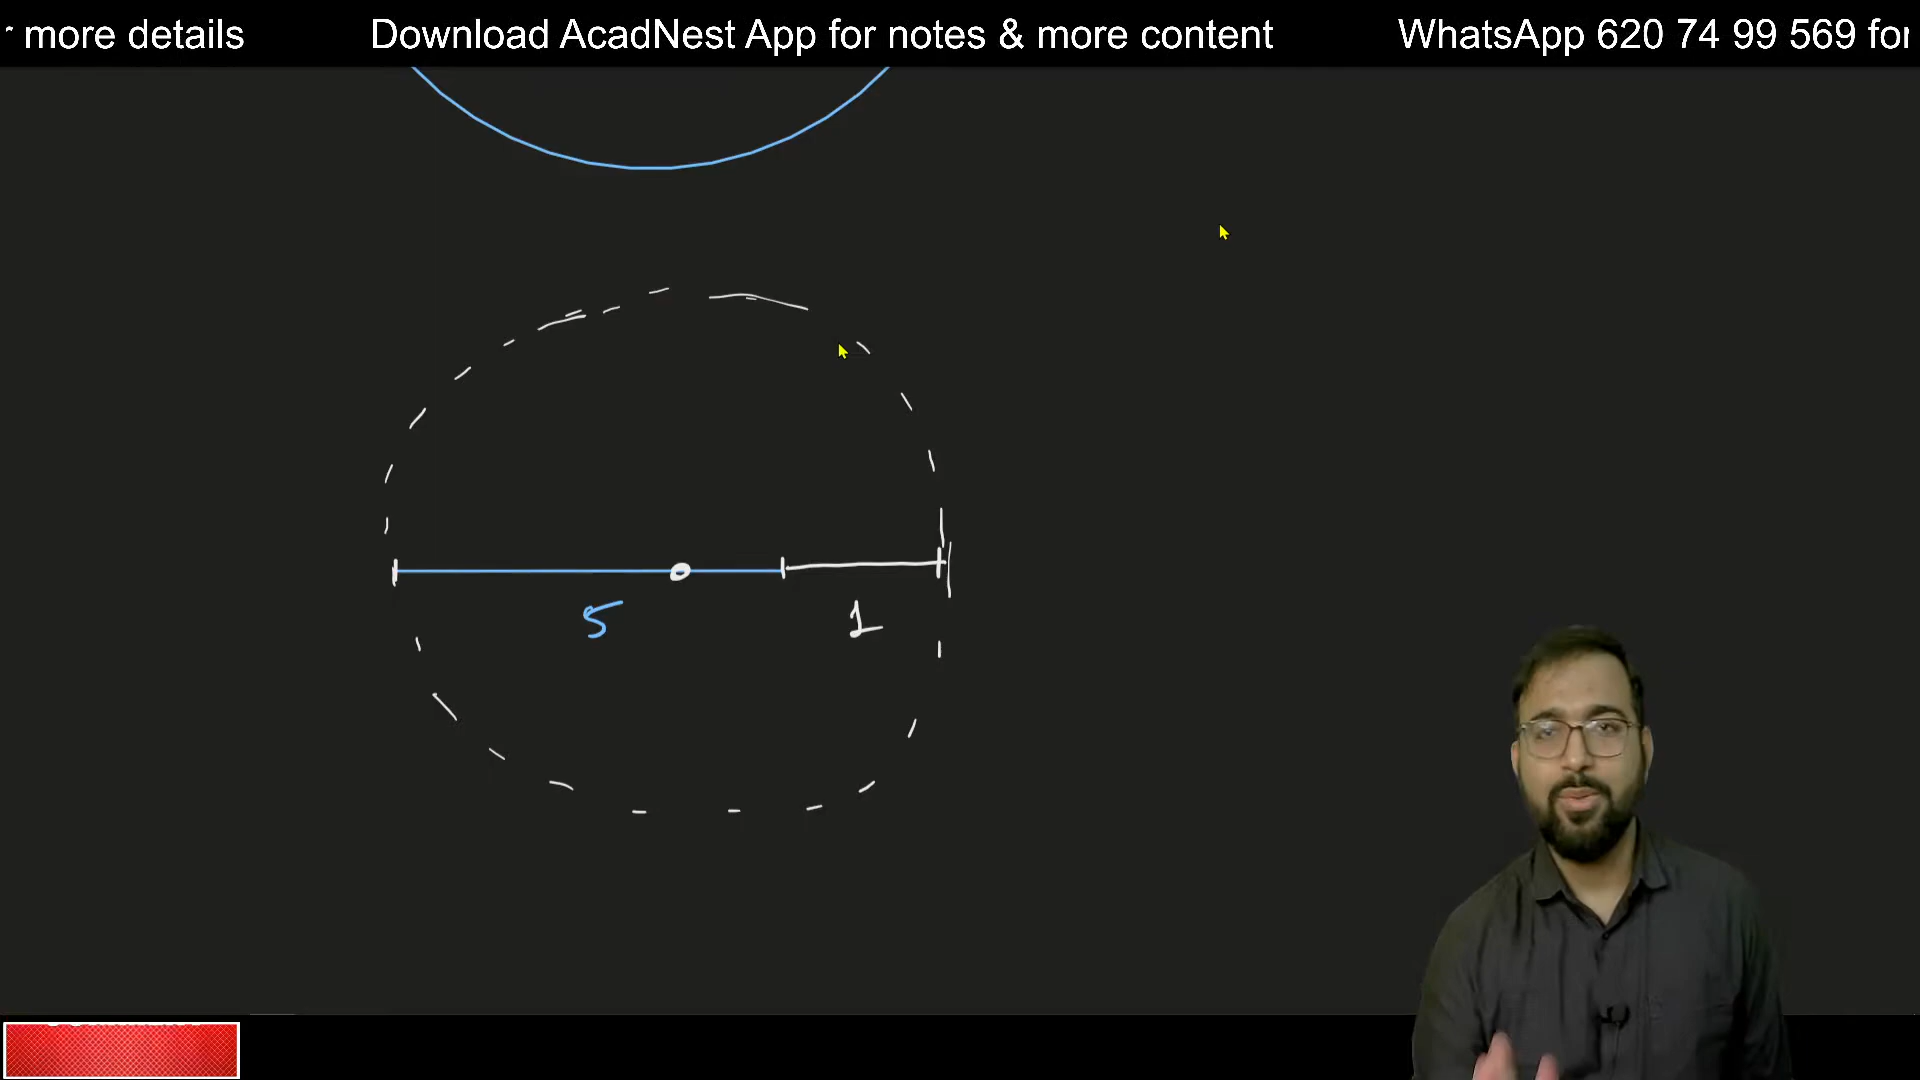 r more details Download AcadNest App for notes & more content WhatsApp 620 74 99 569 for
5 1